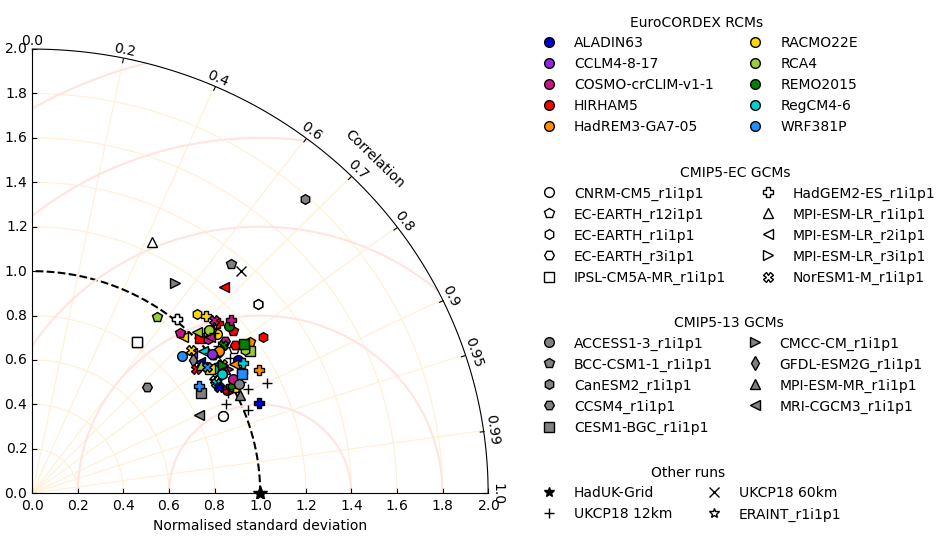 0.0
0.2
0.4
0.6
Correlation
0.7
0.8
0.9
0.95
0.99
1.0
2.0
1.8
1.6
1.4
1.2
1.0
0.8
0.6
0.4
0.2
0.0
0.0 0.2 0.4 0.6 0.8 1.0 1.2 1.4 1.6 1.8 2.0
Normalised standard deviation
EuroCORDEX RCMs
ALADIN63 RACMO22E
CCLM4-8-17 RCA4
COSMO-crCLIM-v1-1 REMO2015
HIRHAM5 RegCM4-6
HadREM3-GA7-05 WRF381P
CMIP5-EC GCMs
CNRM-CM5_r1i1p1 HadGEM2-ES_r1i1p1
EC-EARTH_r12i1p1 MPI-ESM-LR_r1i1p1
EC-EARTH_r1i1p1 MPI-ESM-LR_r2i1p1
EC-EARTH_r3i1p1 MPI-ESM-LR_r3i1p1
IPSL-CM5A-MR_r1i1p1 NorESM1-M_r1i1p1
CMIP5-13 GCMs
ACCESS1-3_r1i1p1 CMCC-CM_r1i1p1
BCC-CSM1-1_r1i1p1 GFDL-ESM2G_r1i1p1
CanESM2_r1i1p1 MPI-ESM-MR_r1i1p1
CCSM4_r1i1p1 MRI-CGCM3_r1i1p1
CESM1-BGC_r1i1p1
Other runs
HadUK-Grid UKCP18 60km
UKCP18 12km ERAINT_r1i1p1